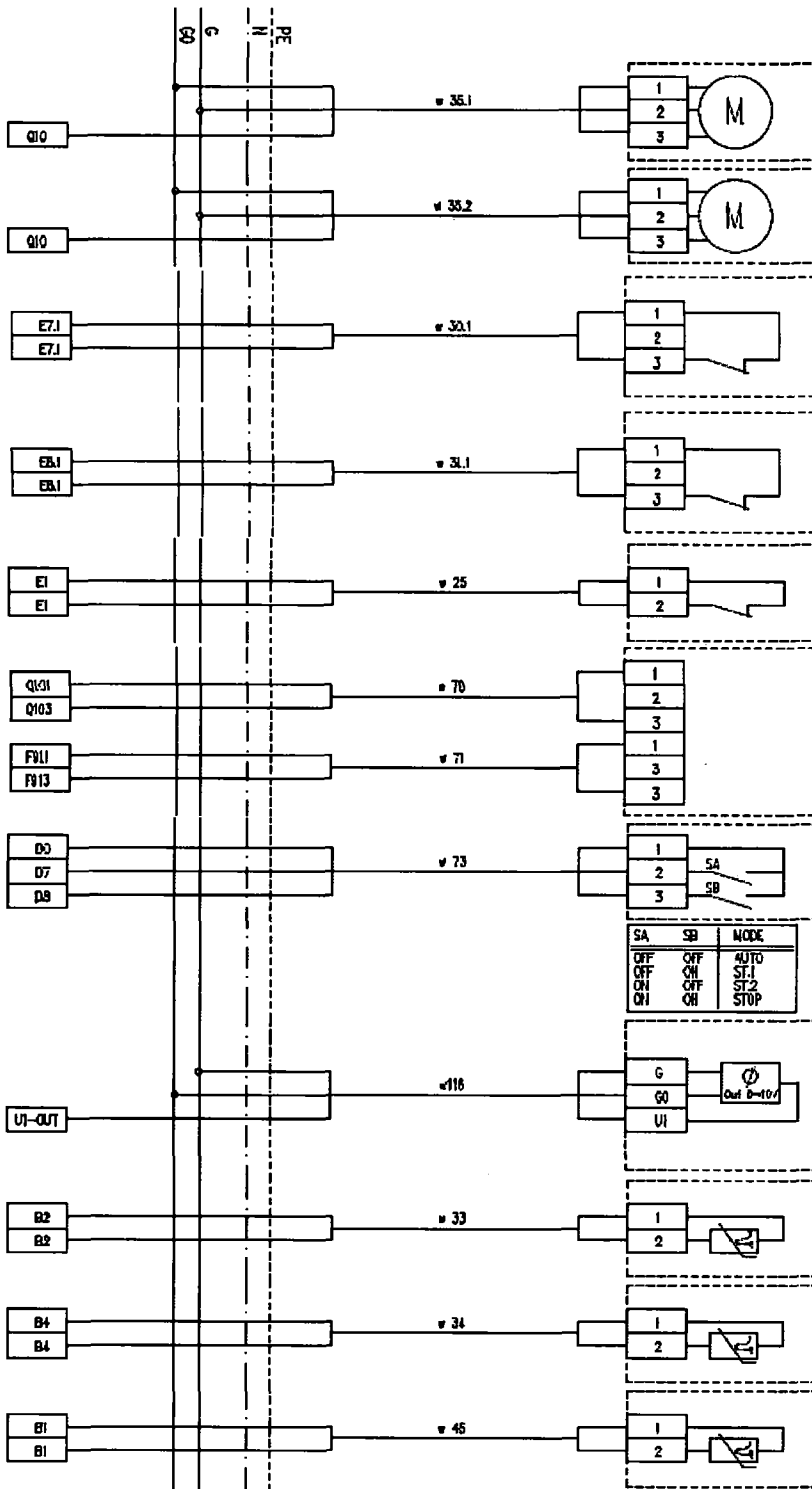 G0 G N PE
w 35.1
1
2
3
M
Q10
w 35.2
1
2
3
M
Q10
E7.1
E7.1
w 30.1
1
2
3
E8.1
E8.1
w 31.1
1
2
3
E1
E1
w 25
1
2
Q101
Q103
w 70
1
2
3
F911
F913
w 71
1
3
3
D0
D7
D8
w 73
1
2
3
SA
SB
SA SB MODE
OFF OFF AUTO
OFF ON ST.1
ON OFF ST.2
ON ON STOP
w116
G
G0
U1
Φ
Out 0-10V
U1-OUT
B2
B2
w 33
1
2
B4
B4
w 34
1
2
B1
B1
w 45
1
2